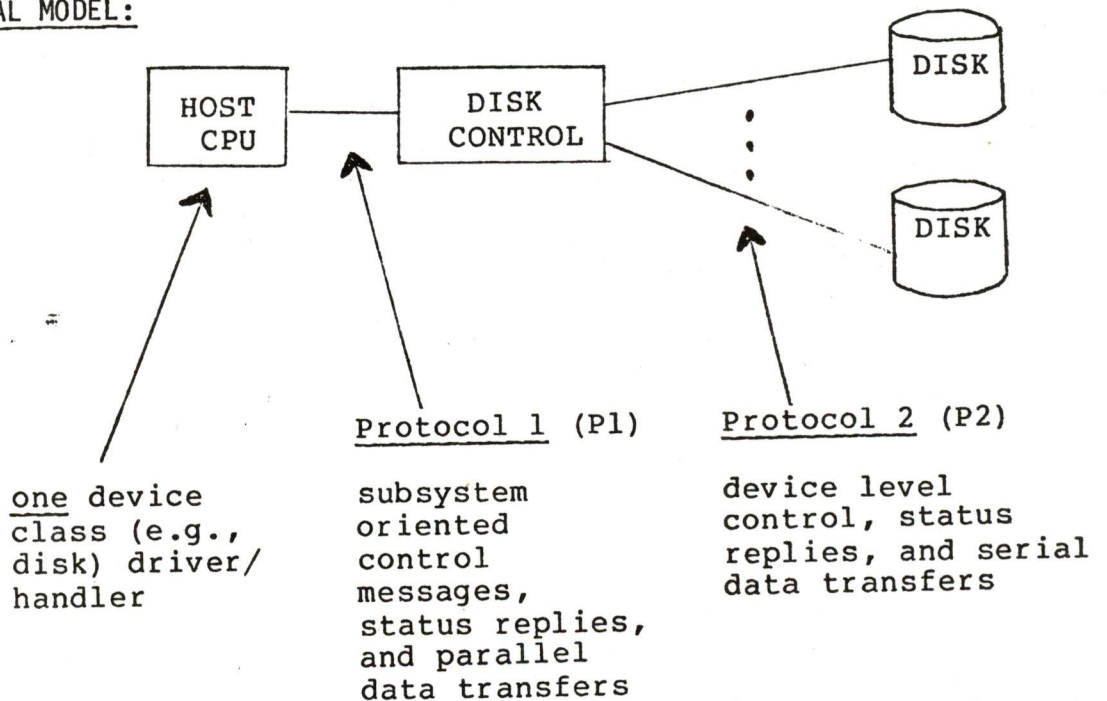 AL MODEL:
HOST
CPU
DISK
CONTROL
DISK
DISK
Protocol 1 (P1)
Protocol 2 (P2)
one device
class (e.g.,
disk) driver/
handler
subsystem
oriented
control
messages,
status replies,
and parallel
data transfers
device level
control, status
replies, and serial
data transfers